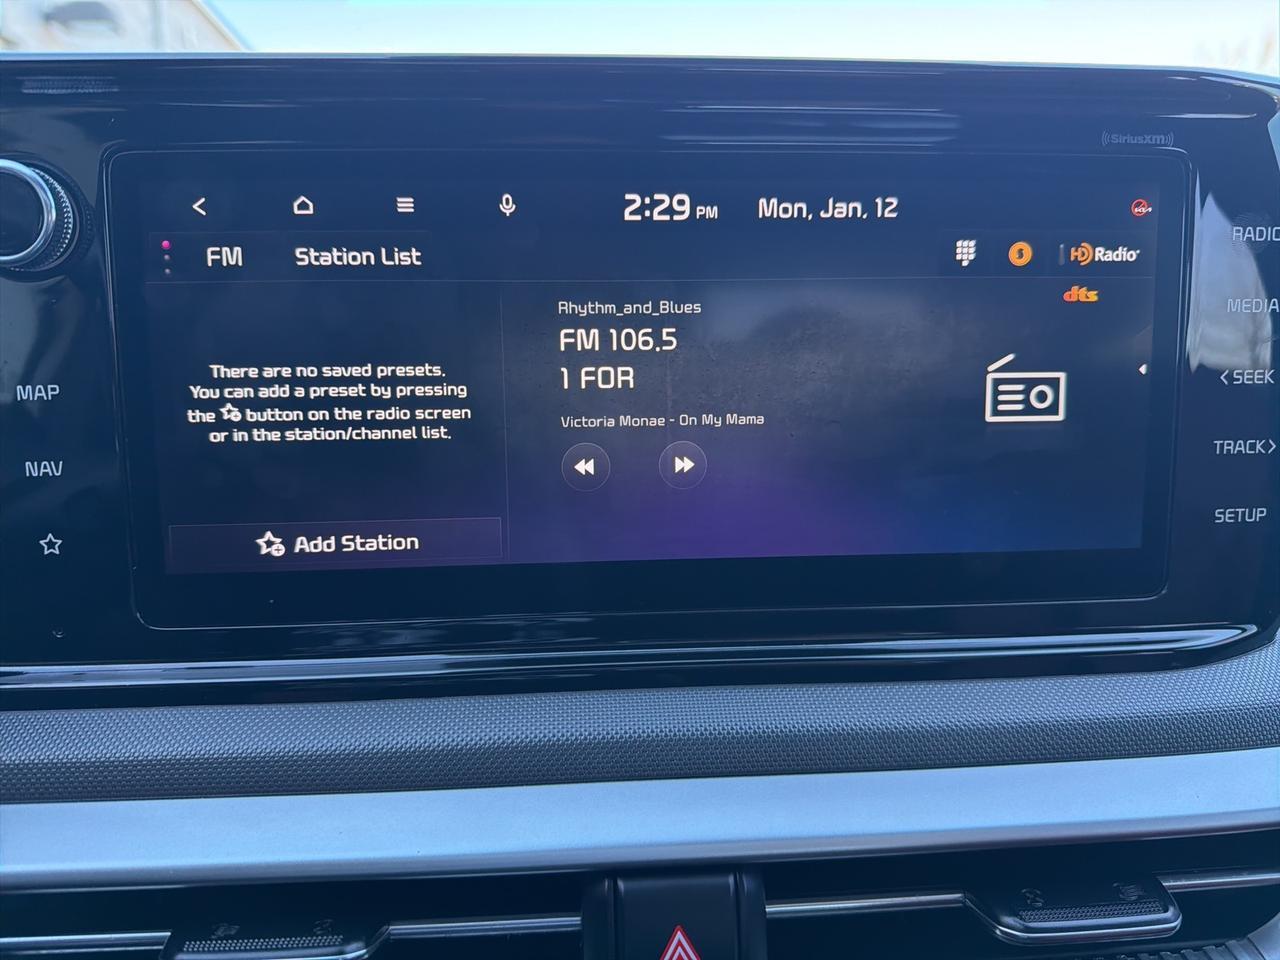 ((SiriusXM))
2:29 PM Mon, Jan. 12
FM Station List HD Radio
dts
Rhythm_and_Blues
FM 106.5
1 FOR
Victoria Monae - On My Mama
There are no saved presets.
You can add a preset by pressing
the button on the radio screen
or in the station/channel list.
Add Station
MAP
NAV
RADIO
MEDIA
< SEEK
TRACK >
SETUP